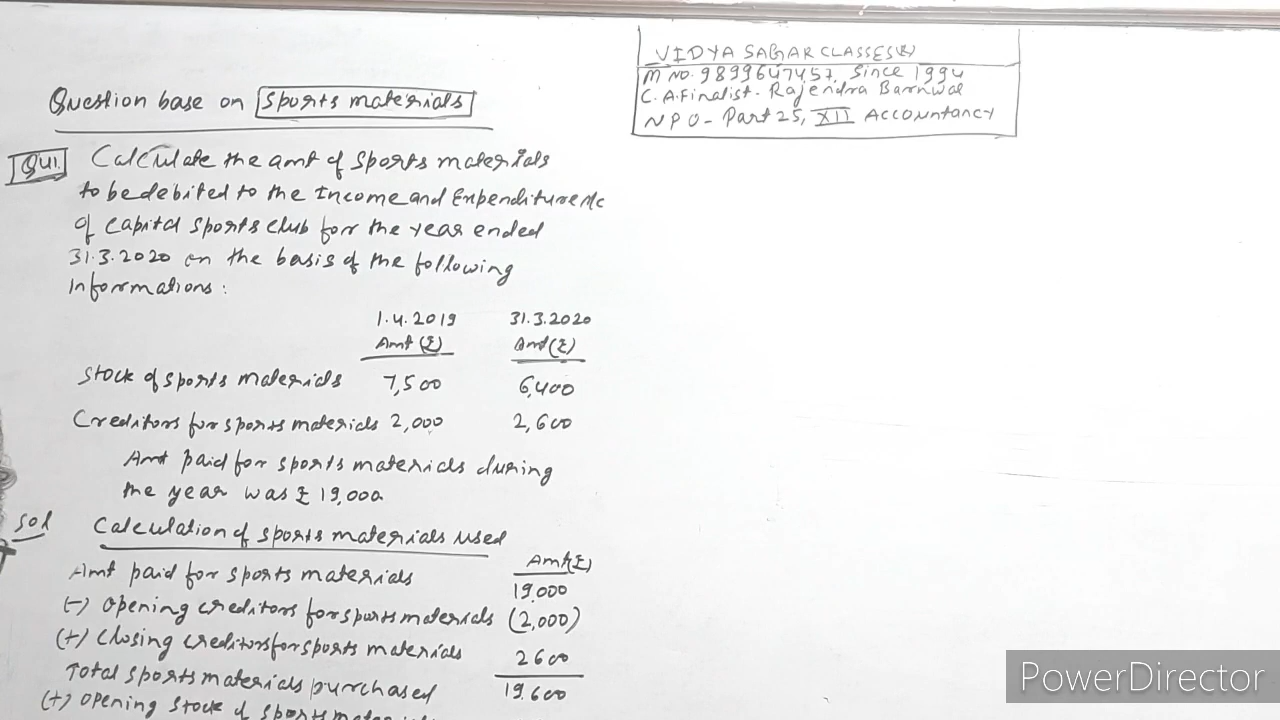 VIDYA SAGAR CLASSES(R)
M NO. 9899647457, Since 1994
C.A. Finalist - Rajendra Barnwal
NPO - Part 25, XII Accountancy
Question base on Sports materials
QU1. Calculate the amt of sports materials
to be debited to the Income and Expenditure A/c
of capital sports club for the year ended
31.3.2020 on the basis of the following
informations :
1.4.2019 31.3.2020
Amt (₹) Amt (₹)
Stock of sports materials 7,500 6,400
Creditors for sports materials 2,000 2,600
Amt paid for sports materials during
the year was ₹ 19,000
Sol Calculation of sports materials used
Amt (₹)
Amt paid for sports materials 19,000
(-) Opening creditors for sports materials (2,000)
(+) Closing creditors for sports materials 2600
Total sports materials purchased 19,600
(+) Opening stock of sports
PowerDirector